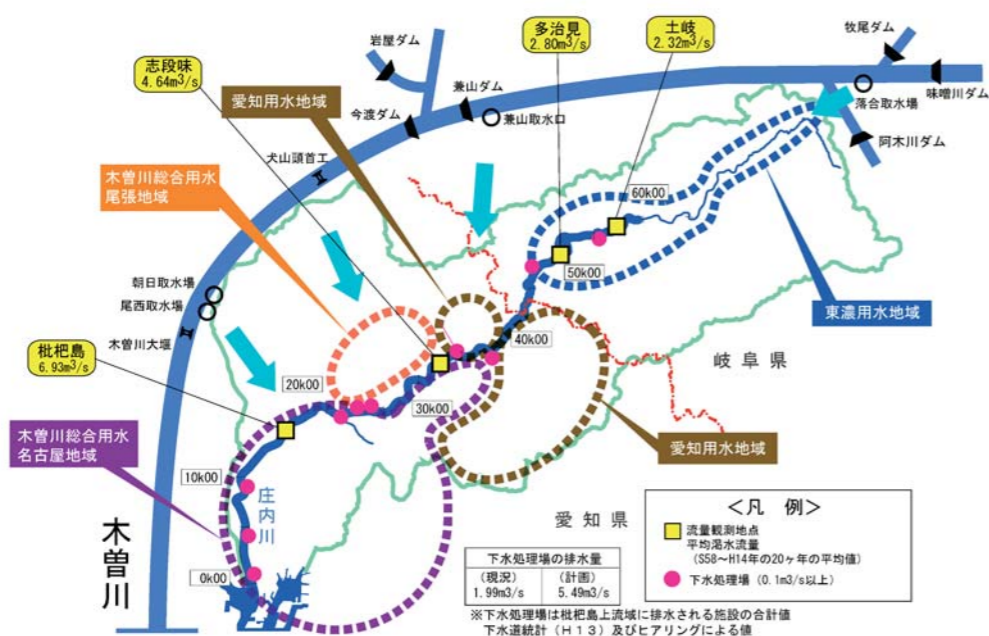 多治見
2.80m³/s
土岐
2.32m³/s
牧尾ダム
岩屋ダム
志段味
4.64m³/s
愛知用水地域
兼山ダム
兼山取水口
今渡ダム
落合取水場
味噌川ダム
阿木川ダム
犬山頭首工
木曽川総合用水
尾張地域
60k00
50k00
朝日取水場
尾西取水場
木曽川大堰
東濃用水地域
40k00
岐阜県
枇杷島
6.93m³/s
20k00
30k00
木曽川総合用水
名古屋地域
愛知用水地域
10k00
庄内川
木曽川
0k00
愛知県
<凡 例>
流量観測地点
平均渇水流量
(S58~H14年の20ヶ年の平均値)
下水処理場(0.1m3/s以上)
下水処理場の排水量
(現況) (計画)
1.99m3/s 5.49m3/s
※下水処理場は枇杷島上流域に排水される施設の合計値
下水道統計(H13)及びヒアリングによる値